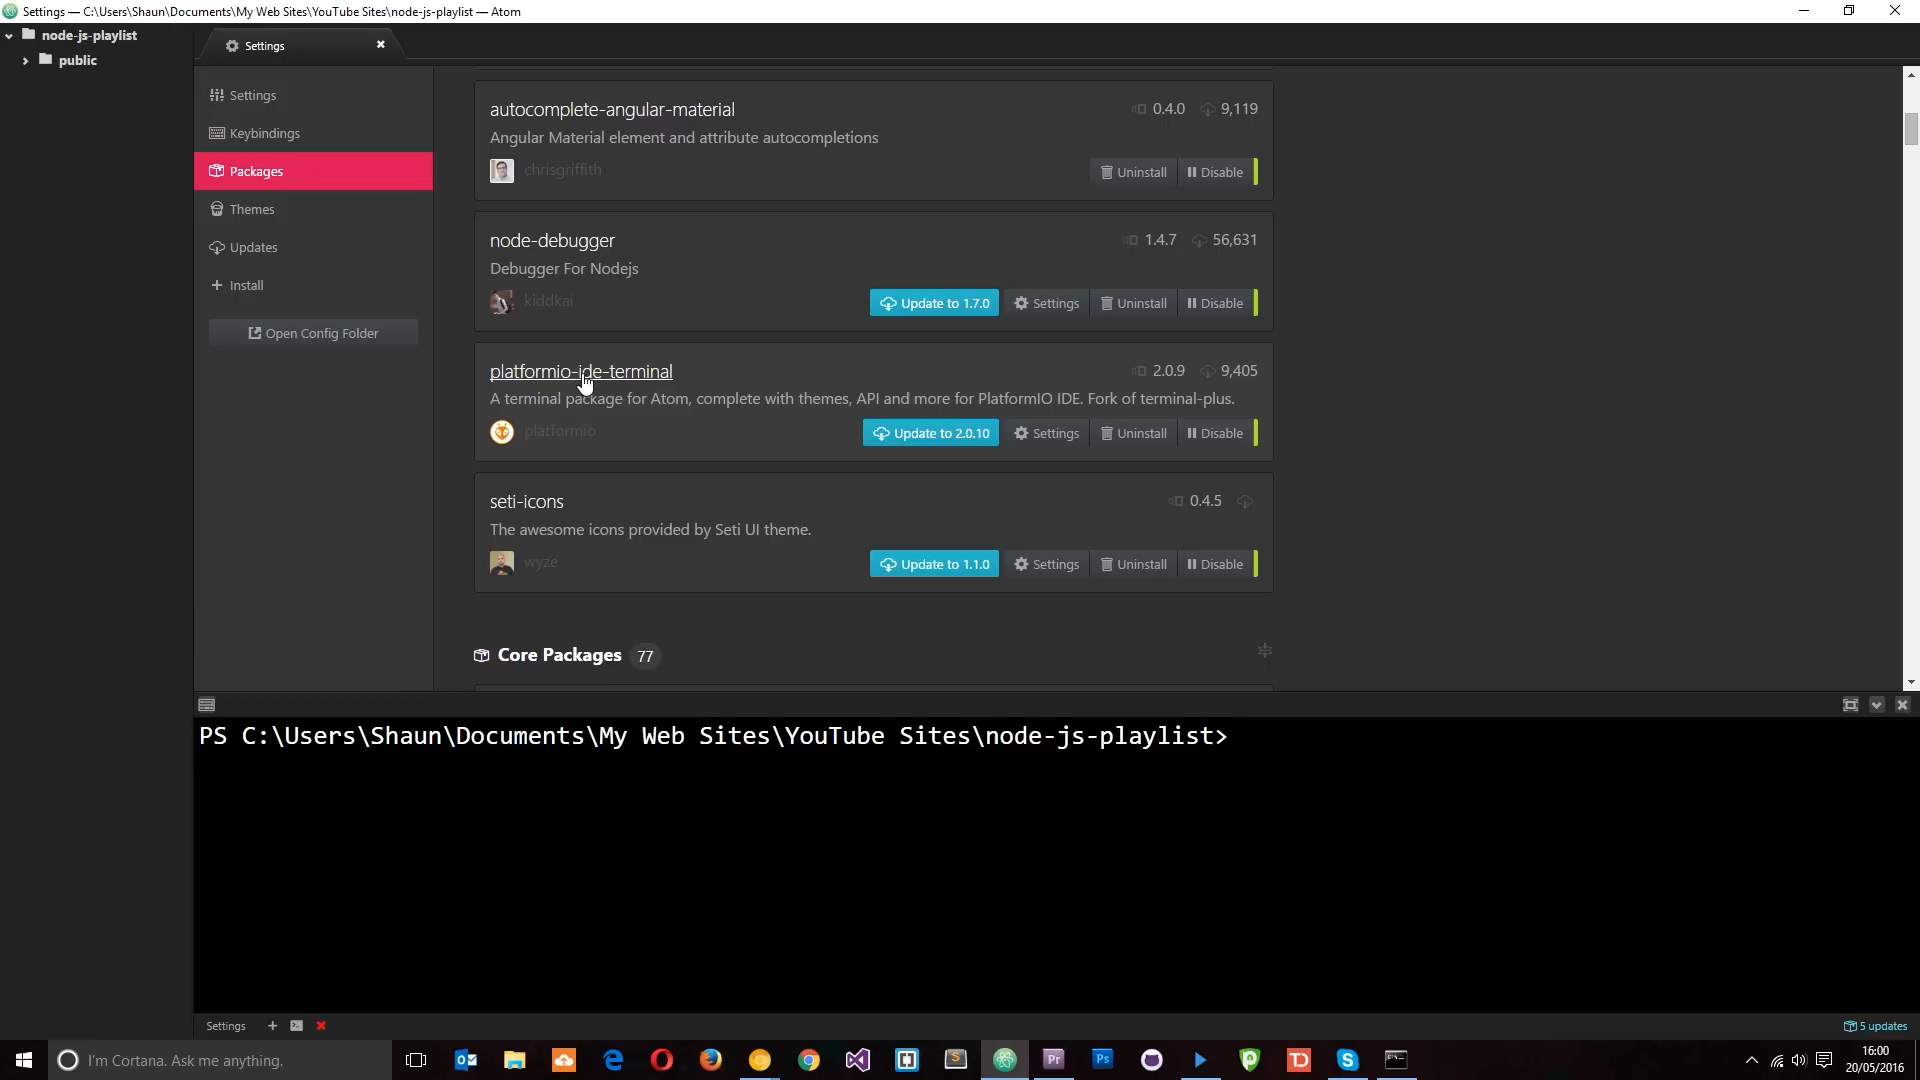 Settings — C:\Users\Shaun\Documents\My Web Sites\YouTube Sites\node-js-playlist — Atom
node-js-playlist
public
Settings
Settings
Keybindings
Packages
Themes
Updates
Install
Open Config Folder
autocomplete-angular-material
0.4.0 9,119
Angular Material element and attribute autocompletions
chrisgriffith
Uninstall Disable
node-debugger
1.4.7 56,631
Debugger For Nodejs
kiddkai
Update to 1.7.0 Settings Uninstall Disable
platformio-ide-terminal
2.0.9 9,405
A terminal package for Atom, complete with themes, API and more for PlatformIO IDE. Fork of terminal-plus.
platformio
Update to 2.0.10 Settings Uninstall Disable
seti-icons
0.4.5
The awesome icons provided by Seti UI theme.
wyze
Update to 1.1.0 Settings Uninstall Disable
Core Packages 77
PS C:\Users\Shaun\Documents\My Web Sites\YouTube Sites\node-js-playlist>
Settings
5 updates
I'm Cortana. Ask me anything.
Pr
Ps
S
TD
S
16:00
20/05/2016